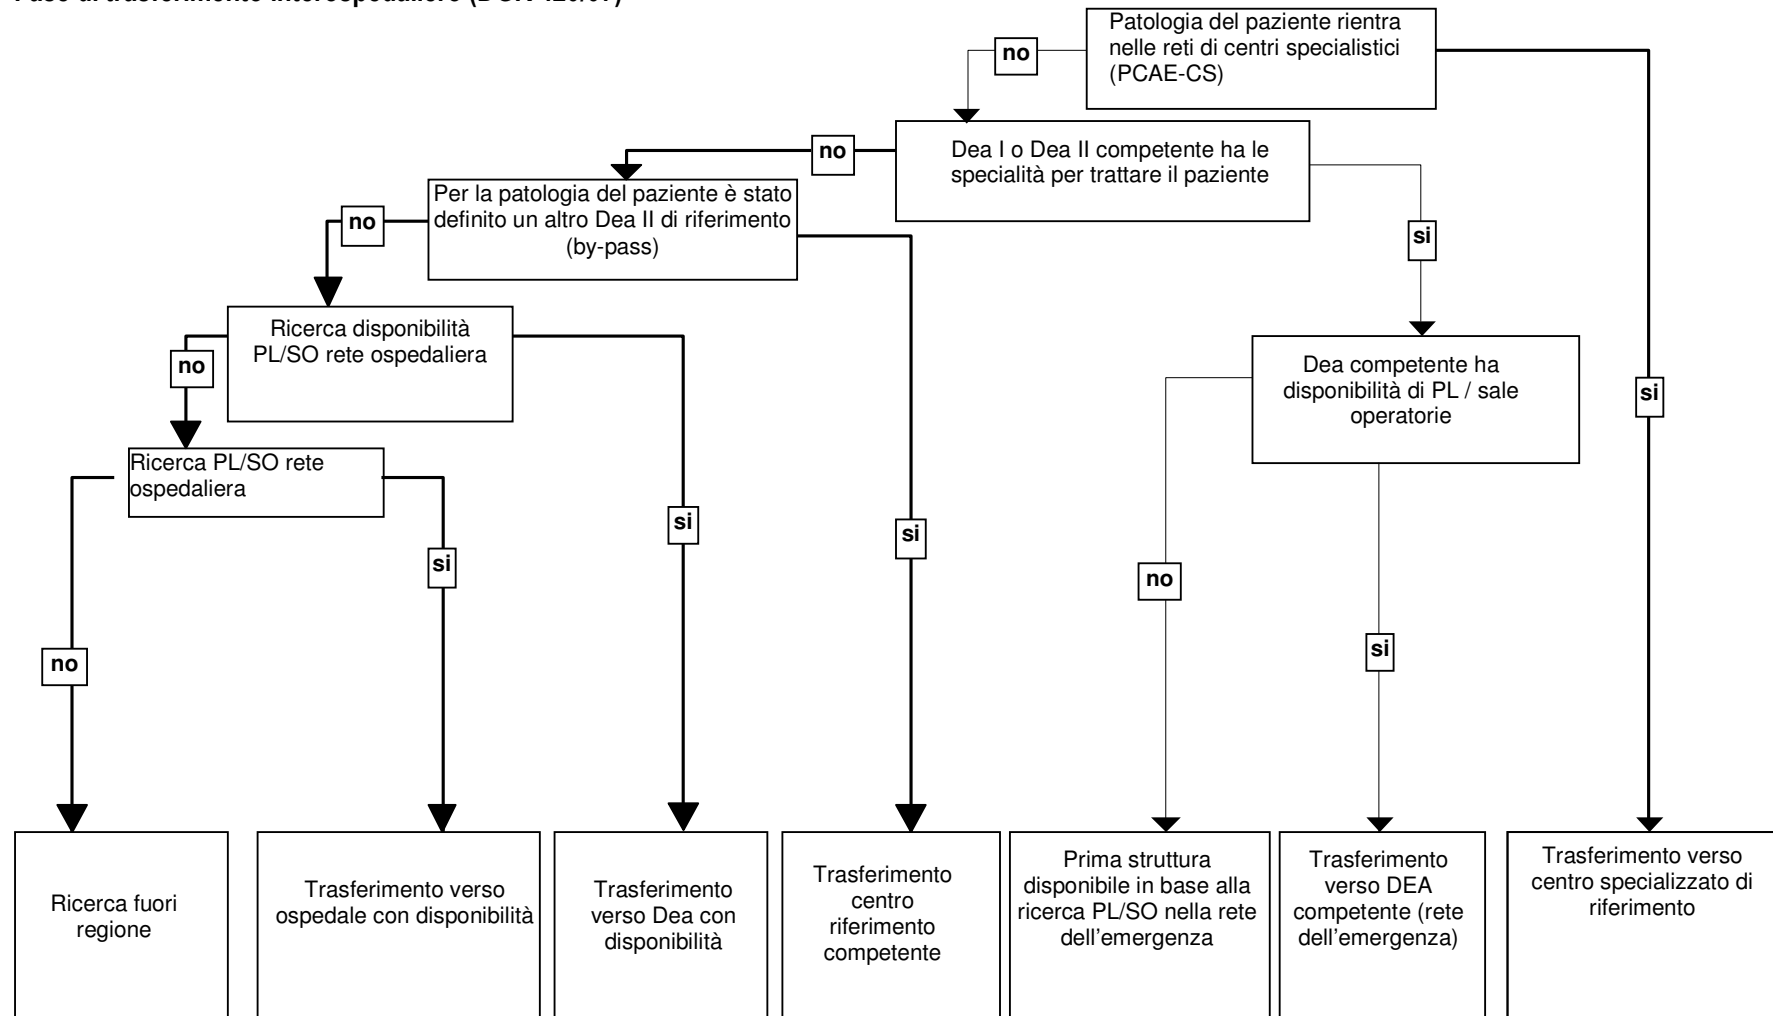 Patologia del paziente rientra
nelle reti di centri specialistici
(PCAE-CS)
no
Dea I o Dea II competente ha le
specialità per trattare il paziente
no
Per la patologia del paziente è stato
definito un altro Dea II di riferimento
(by-pass)
no
si
Ricerca disponibilità
PL/SO rete ospedaliera
no
Dea competente ha
disponibilità di PL / sale
operatorie
si
Ricerca PL/SO rete
ospedaliera
si
si
si
no
si
no
Ricerca fuori
regione
Trasferimento verso
ospedale con disponibilità
Trasferimento
verso Dea con
disponibilità
Trasferimento
centro
riferimento
competente
Prima struttura
disponibile in base alla
ricerca PL/SO nella rete
dell'emergenza
Trasferimento
verso DEA
competente (rete
dell'emergenza)
Trasferimento verso
centro specializzato di
riferimento